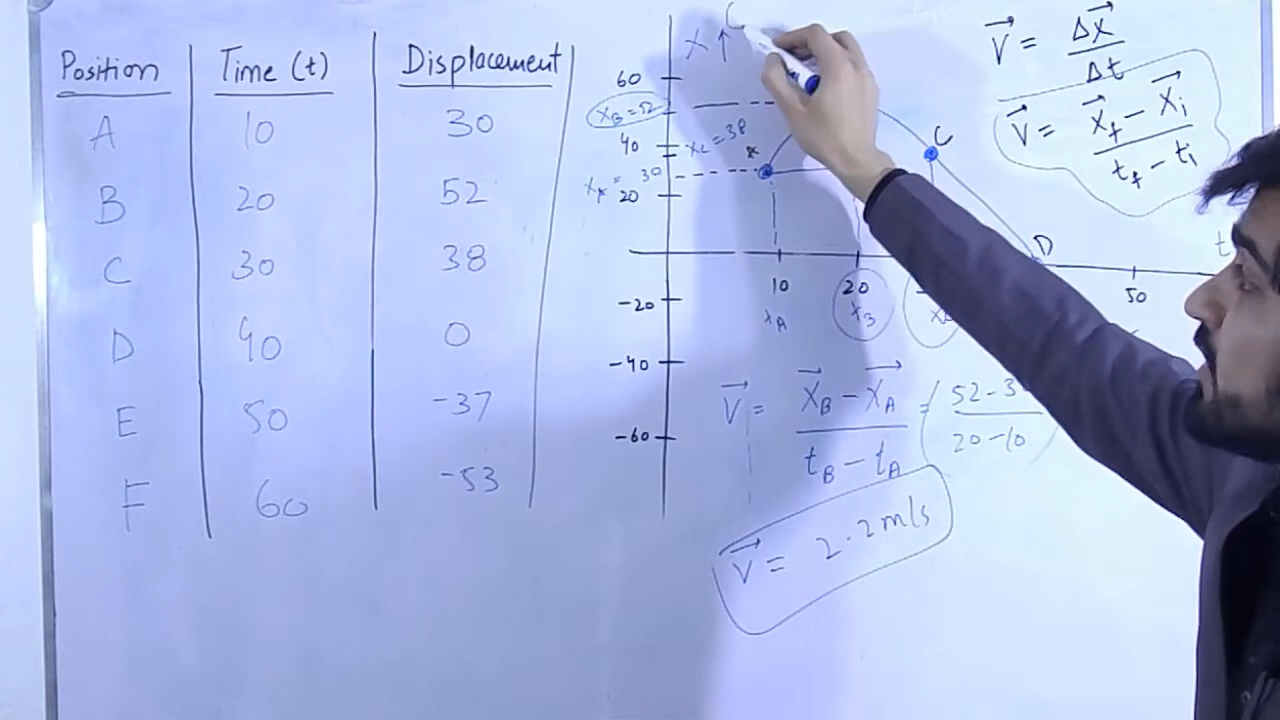 Position Time (t) Displacement
A 10 30
B 20 52
C 30 38
D 40 0
E 50 -37
F 60 -53
X
60
X_B = 52
40
X_C = 38
30
20
-20
-40
-60
C
D
t
10
20
50
X_A
X_B
V = ΔX / Δt
V = X_f - X_i / t_f - t_i
V = X_B - X_A / t_B - t_A =
20-10
V = 2.2 m/s